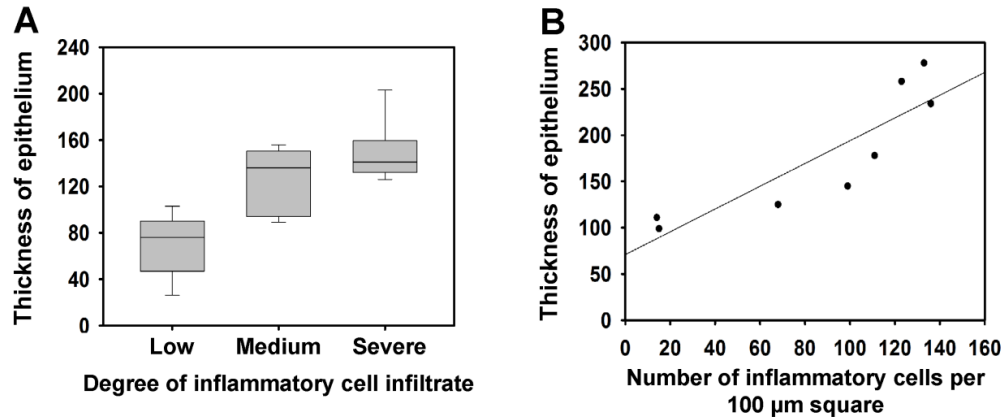 A
Thickness of epithelium
240
200
160
120
80
40
0
Low Medium Severe
Degree of inflammatory cell infiltrate
B
Thickness of epithelium
300
250
200
150
100
50
0
0 20 40 60 80 100 120 140 160
Number of inflammatory cells per
100 µm square